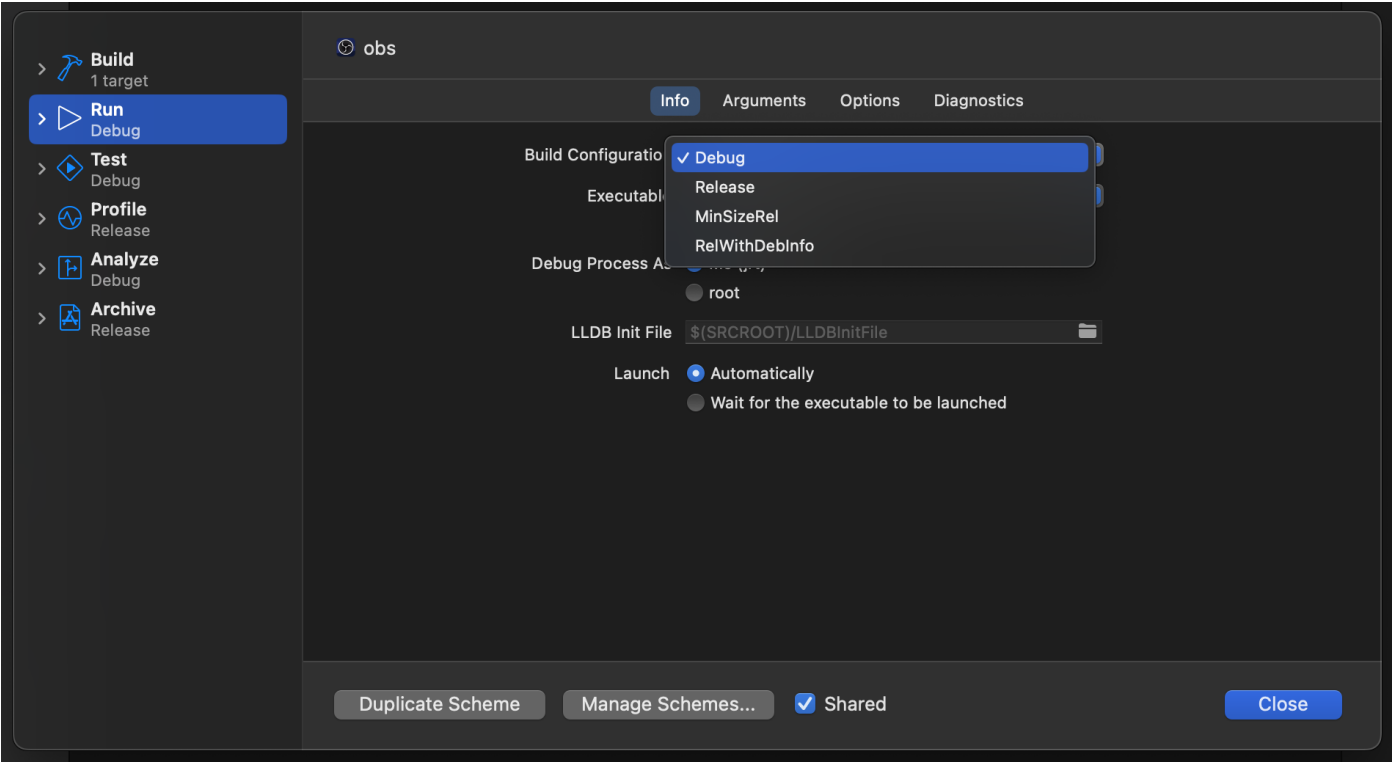 Build
1 target
Run
Debug
Test
Debug
Profile
Release
Analyze
Debug
Archive
Release
obs
Info Arguments Options Diagnostics
Build Configuratio
Debug
Release
MinSizeRel
RelWithDebInfo
Executabl
Debug Process As
root
LLDB Init File $(SRCROOT)/LLDBInitFile
Launch Automatically
Wait for the executable to be launched
Duplicate Scheme Manage Schemes... Shared Close